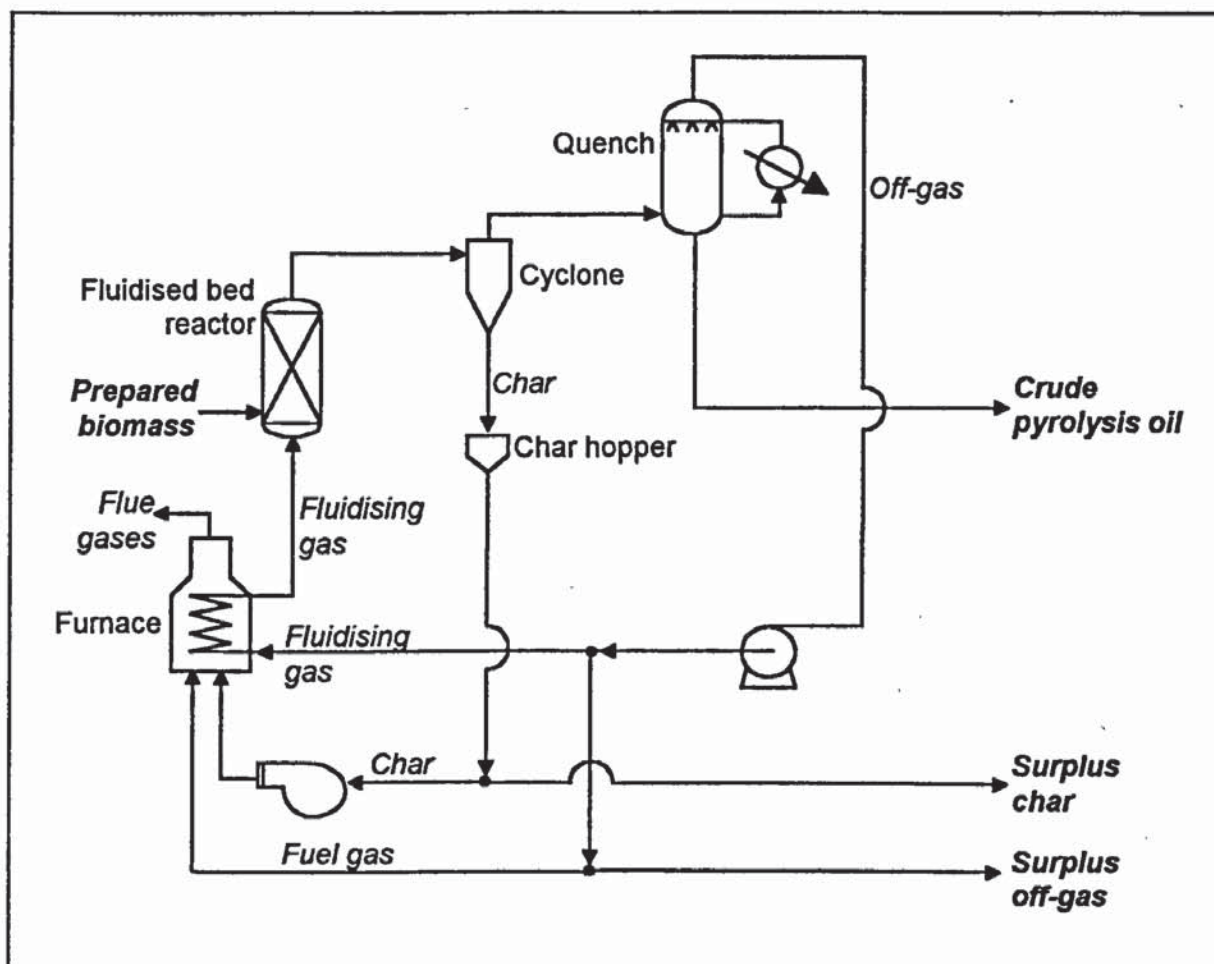 Quench
Off-gas
Fluidised bed
reactor
Cyclone
Prepared
biomass
Char
Crude
pyrolysis oil
Char hopper
Flue
gases
Fluidising
gas
Furnace
Fluidising
gas
Char
Surplus
char
Fuel gas
Surplus
off-gas